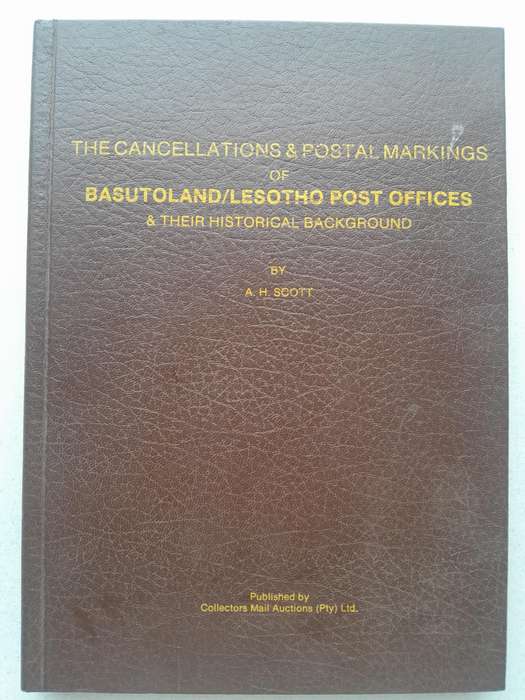 THE CANCELLATIONS & POSTAL MARKINGS
OF
BASUTOLAND/LESOTHO POST OFFICES
& THEIR HISTORICAL BACKGROUND
BY
A. H. SCOTT
Published by
Collectors Mail Auctions (Pty) Ltd.